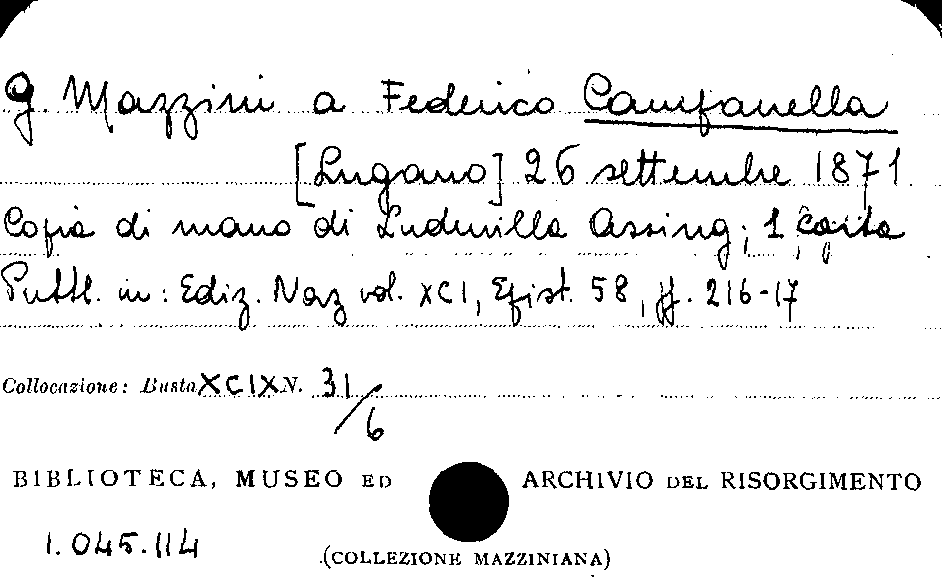 G. Mazzini a Federico Campanella
[Lugano] 26 settembre 1871
Copia di mano di Ludmilla Assing; 1 carta
Pubbl. in: Ediz. Naz vol. XCI, Epist. 58, pp. 216-17
Collocazione: Busta XCIX N. 31/6
BIBLIOTECA, MUSEO ED ARCHIVIO DEL RISORGIMENTO
1.045.114
(COLLEZIONE MAZZINIANA)